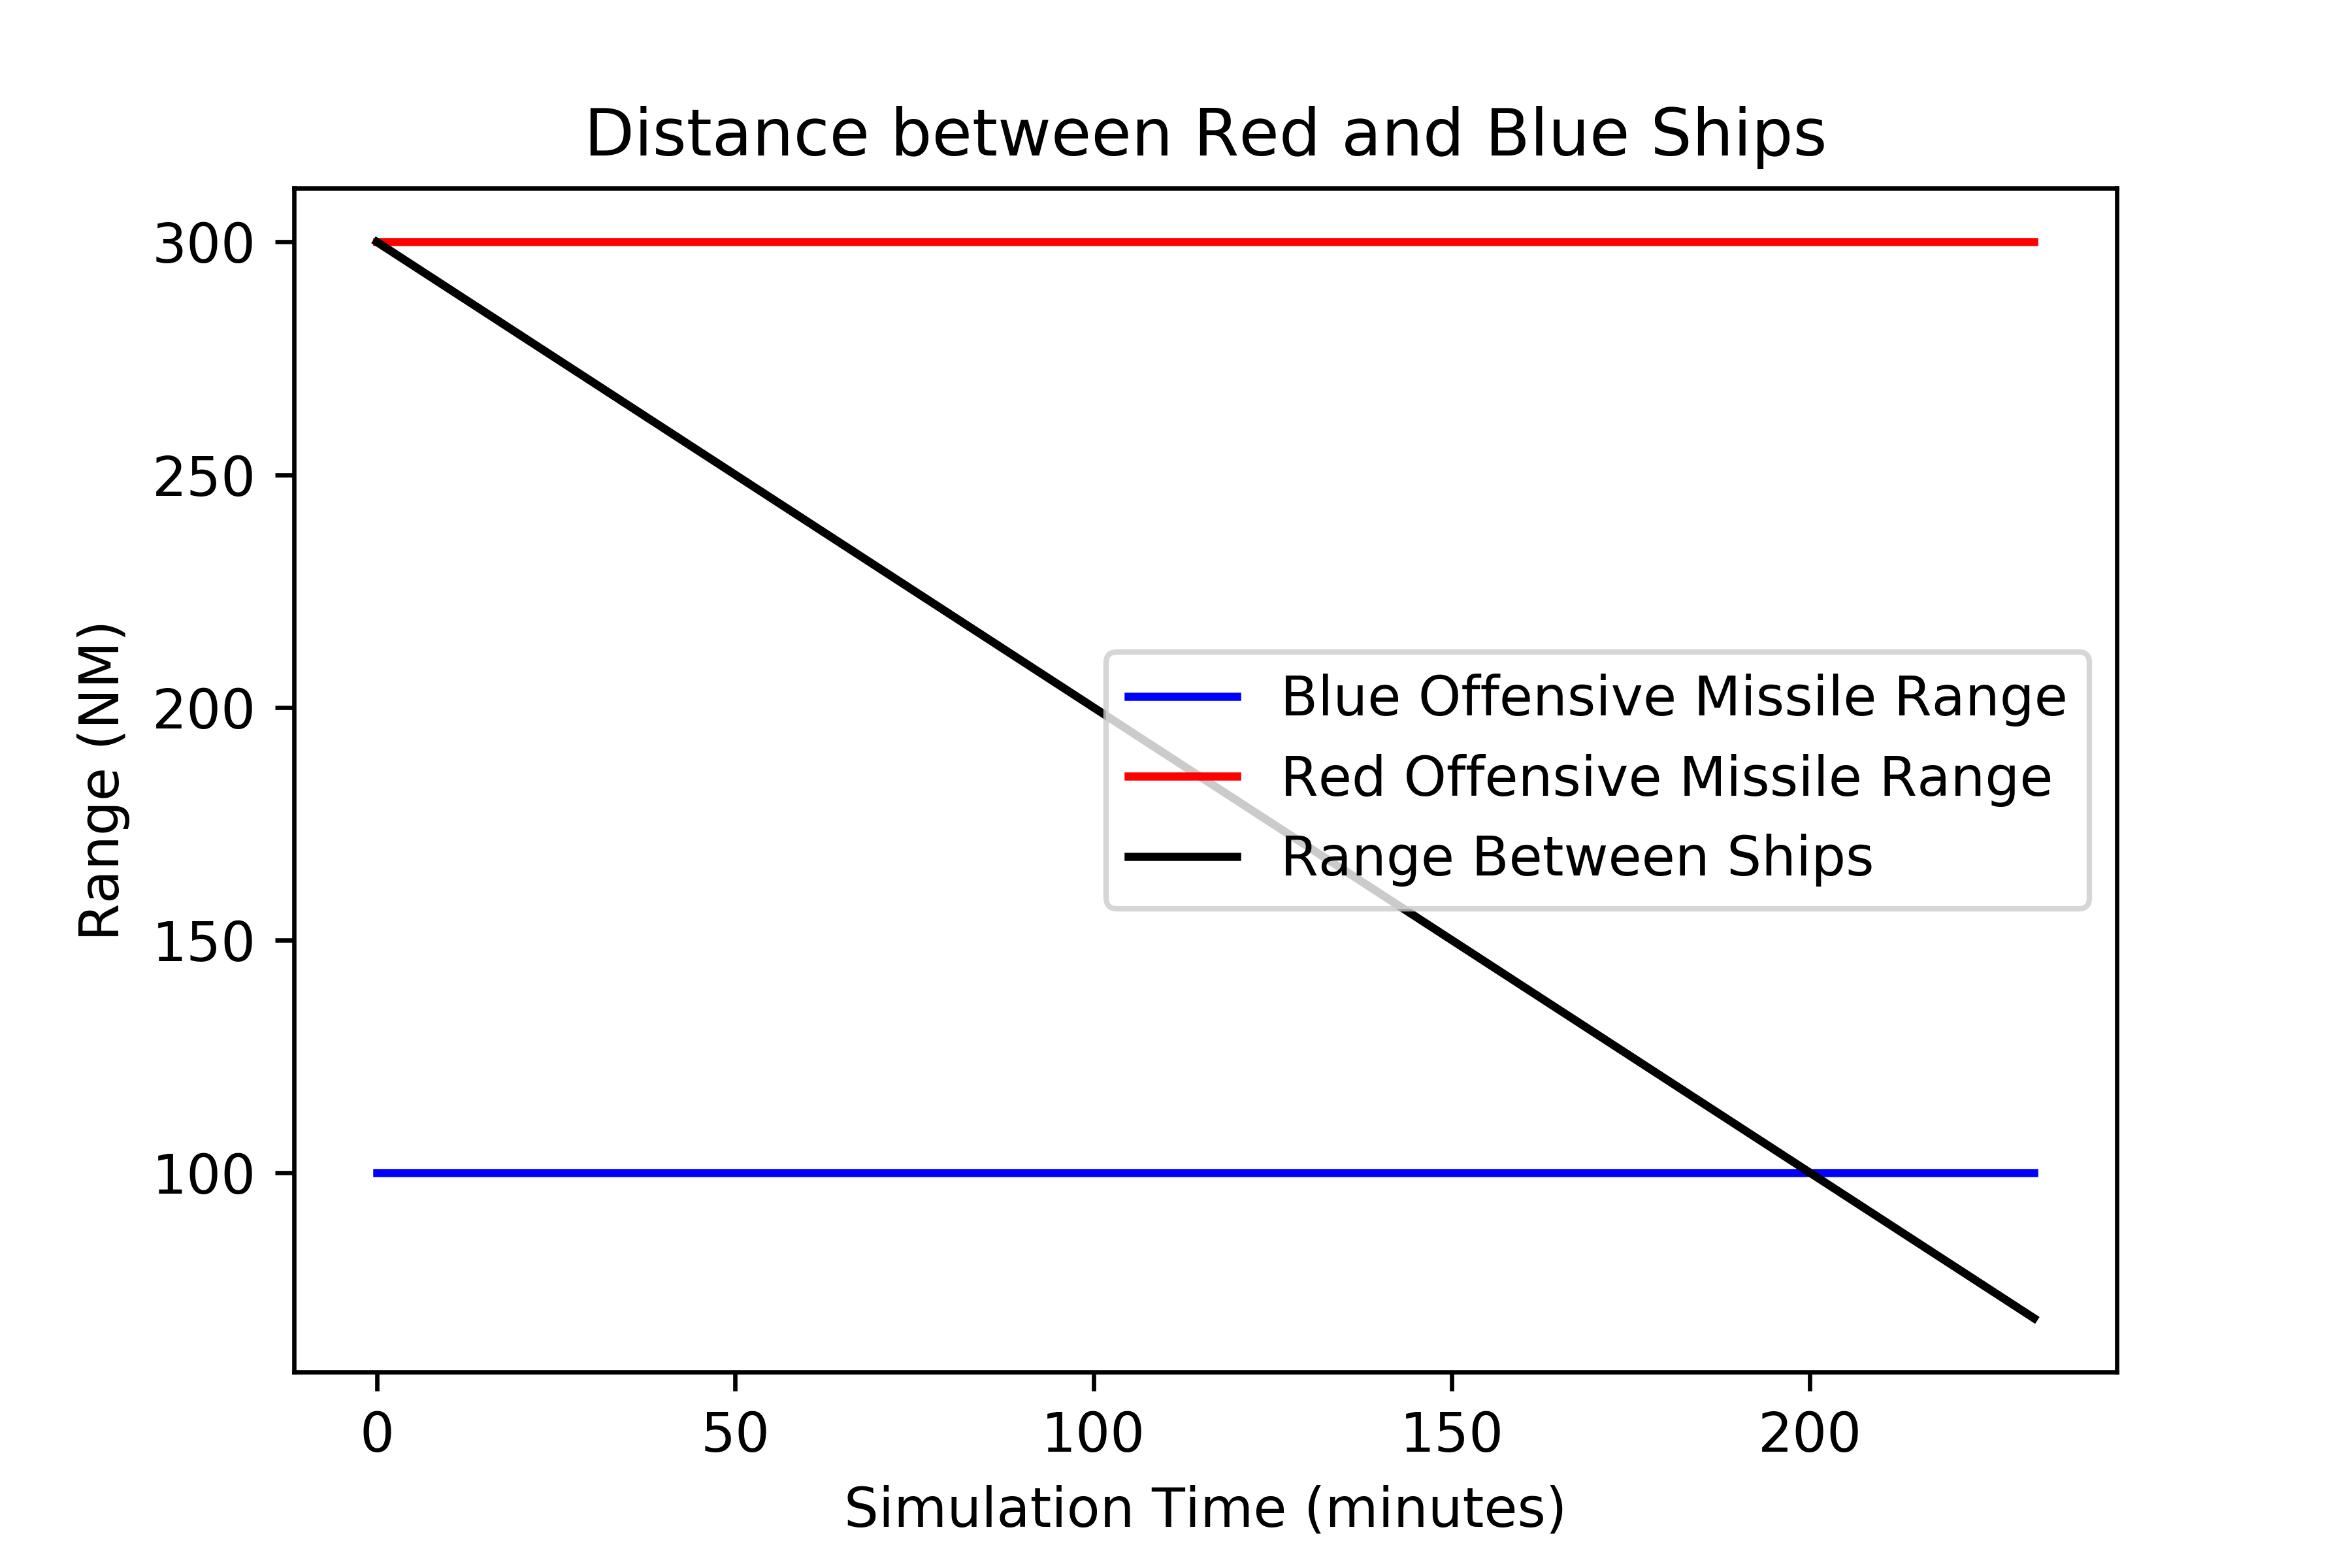 Distance between Red and Blue Ships
300
250
200
150
100
Range (NM)
Blue Offensive Missile Range
Red Offensive Missile Range
Range Between Ships
0 50 100 150 200
Simulation Time (minutes)